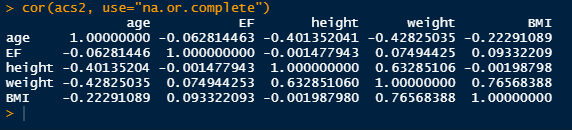 > cor(acs2, use="na.or.complete")
age EF height weight BMI
age 1.00000000 -0.062814463 -0.401352041 -0.42825035 -0.22291089
EF -0.06281446 1.000000000 -0.001477943 0.07494425 0.09332209
height -0.40135204 -0.001477943 1.000000000 0.63285106 -0.00198798
weight -0.42825035 0.074944253 0.632851060 1.00000000 0.76568388
BMI -0.22291089 0.093322093 -0.001987980 0.76568388 1.00000000
>